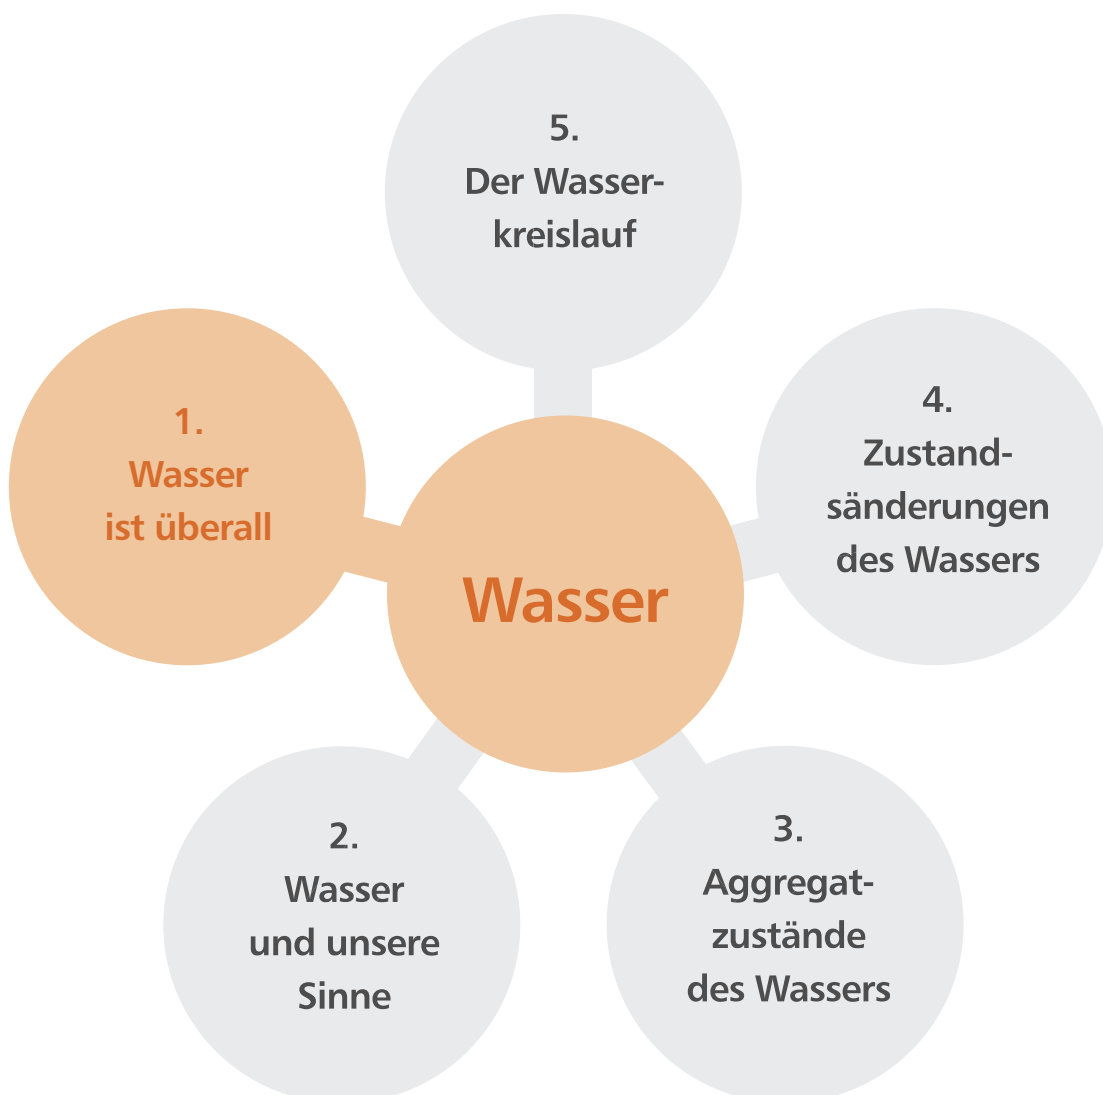 5.
Der Wasser-
kreislauf
1.
Wasser
ist überall
4.
Zustand-
sänderungen
des Wassers
Wasser
2.
Wasser
und unsere
Sinne
3.
Aggregat-
zustände
des Wassers